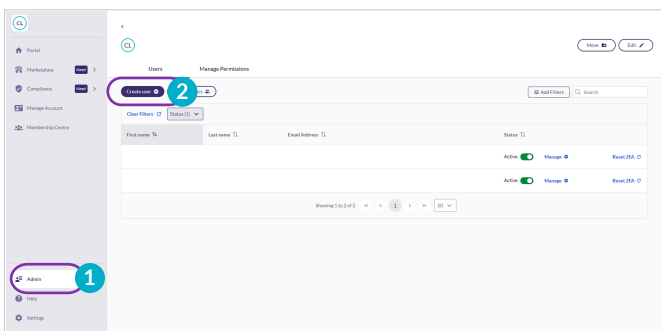 CL
Portal
Marketplace New!
Compliance New!
Manage Account
Membership Centre
1
Admin
Help
Settings
CL
Move
Edit
Users Manage Permissions
Create user
2
Add Filters
Search
Clear Filters Status (1)
First name Last name Email Address Status
Active Manage Reset 2FA
Active Manage Reset 2FA
Showing 1 to 2 of 2 « ‹ 1 › » 10